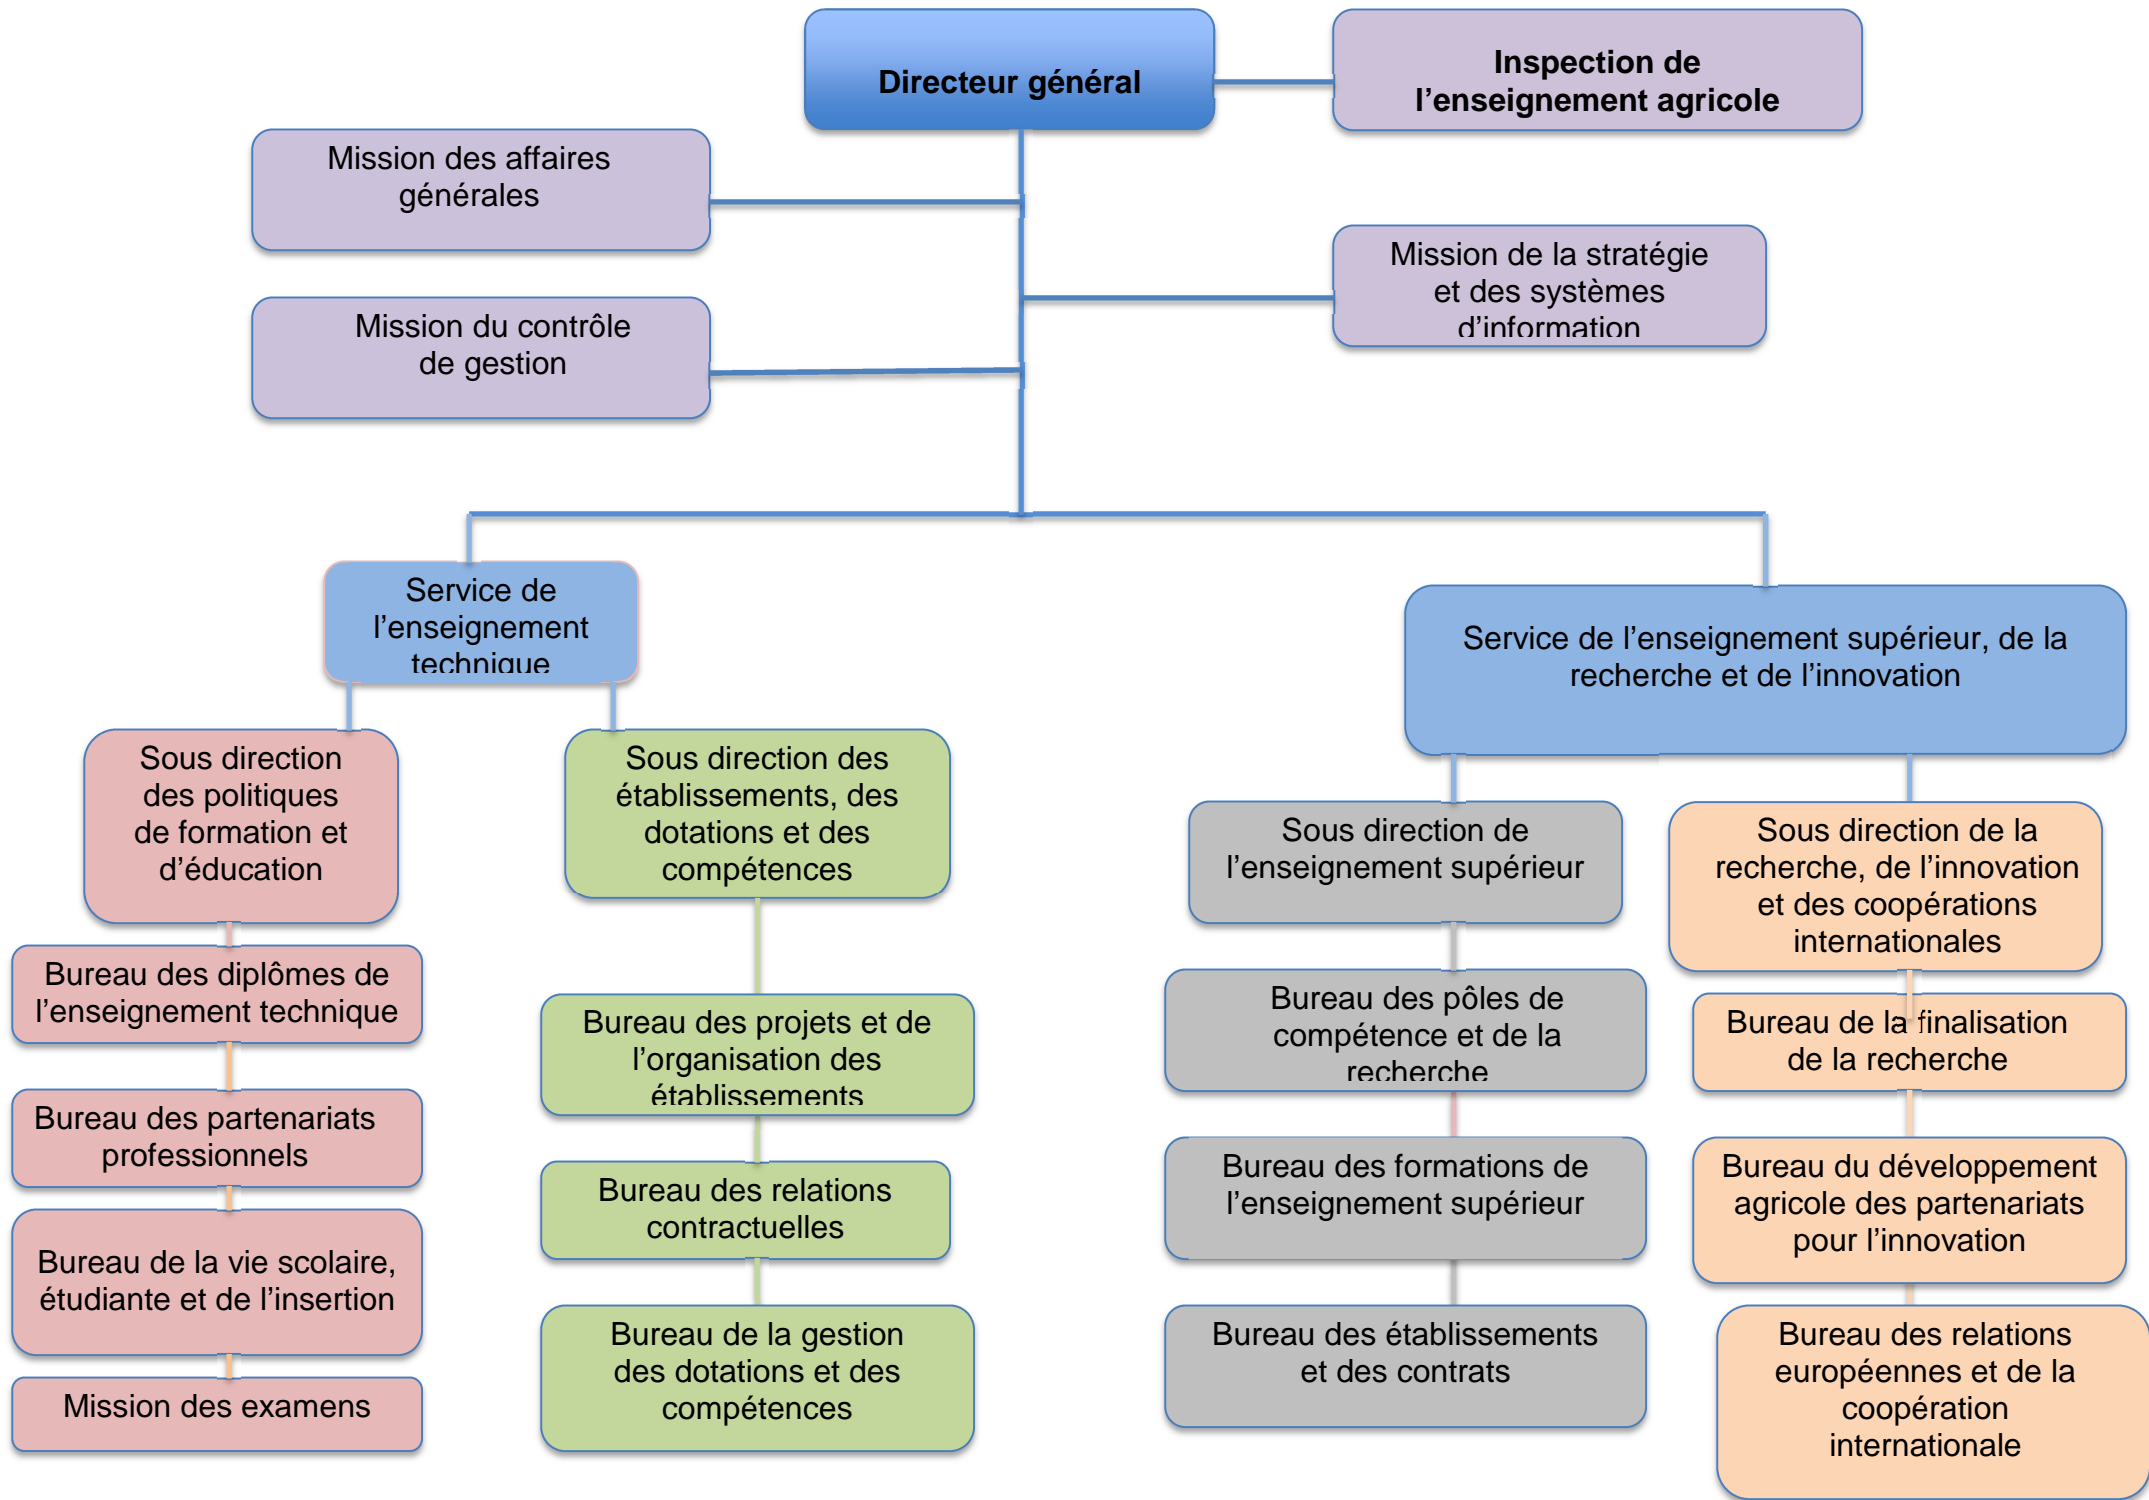 Directeur général
Inspection de
l’enseignement agricole
Mission des affaires
générales
Mission de la stratégie
et des systèmes
d’information
Mission du contrôle
de gestion
Service de
l’enseignement
technique
Service de l’enseignement supérieur, de la
recherche et de l’innovation
Sous direction
des politiques
de formation et
d’éducation
Sous direction des
établissements, des
dotations et des
compétences
Sous direction de
l’enseignement supérieur
Sous direction de la
recherche, de l’innovation
et des coopérations
internationales
Bureau des diplômes de
l’enseignement technique
Bureau des projets et de
l’organisation des
établissements
Bureau des pôles de
compétence et de la
recherche
Bureau de la finalisation
de la recherche
Bureau des partenariats
professionnels
Bureau des relations
contractuelles
Bureau des formations de
l’enseignement supérieur
Bureau du développement
agricole des partenariats
pour l’innovation
Bureau de la vie scolaire,
étudiante et de l’insertion
Bureau de la gestion
des dotations et des
compétences
Bureau des établissements
et des contrats
Bureau des relations
européennes et de la
coopération
internationale
Mission des examens